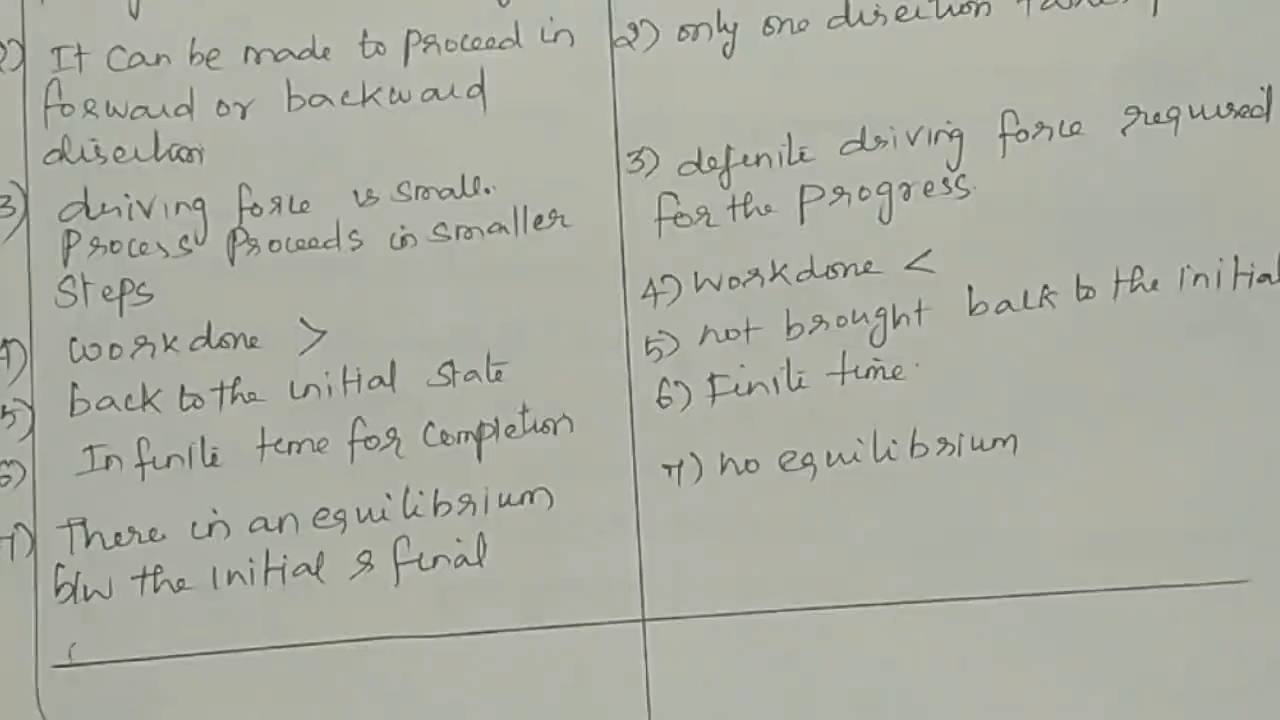 2) It can be made to proceed in
forward or backward
direction
3) driving force is small.
Process proceeds in smaller
Steps
4) workdone >
5) back to the initial state
6) Infinite time for completion
7) There is an equilibrium
b/w the initial & final
2) only one direction
3) definite driving force required
for the progress.
4) workdone <
5) not brought back to the initial
6) Finite time.
7) no equilibrium